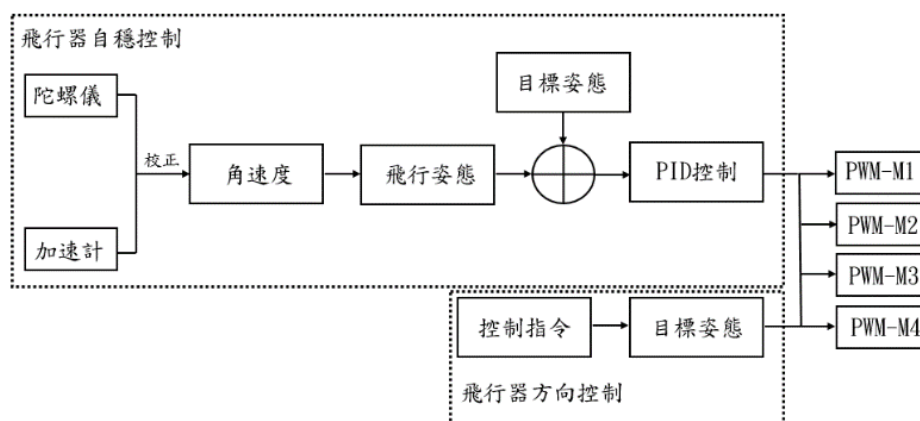 飛行器自穩控制
陀螺儀
加速計
校正
角速度
飛行姿態
目標姿態
PID控制
PWM-M1
PWM-M2
PWM-M3
PWM-M4
控制指令
目標姿態
飛行器方向控制